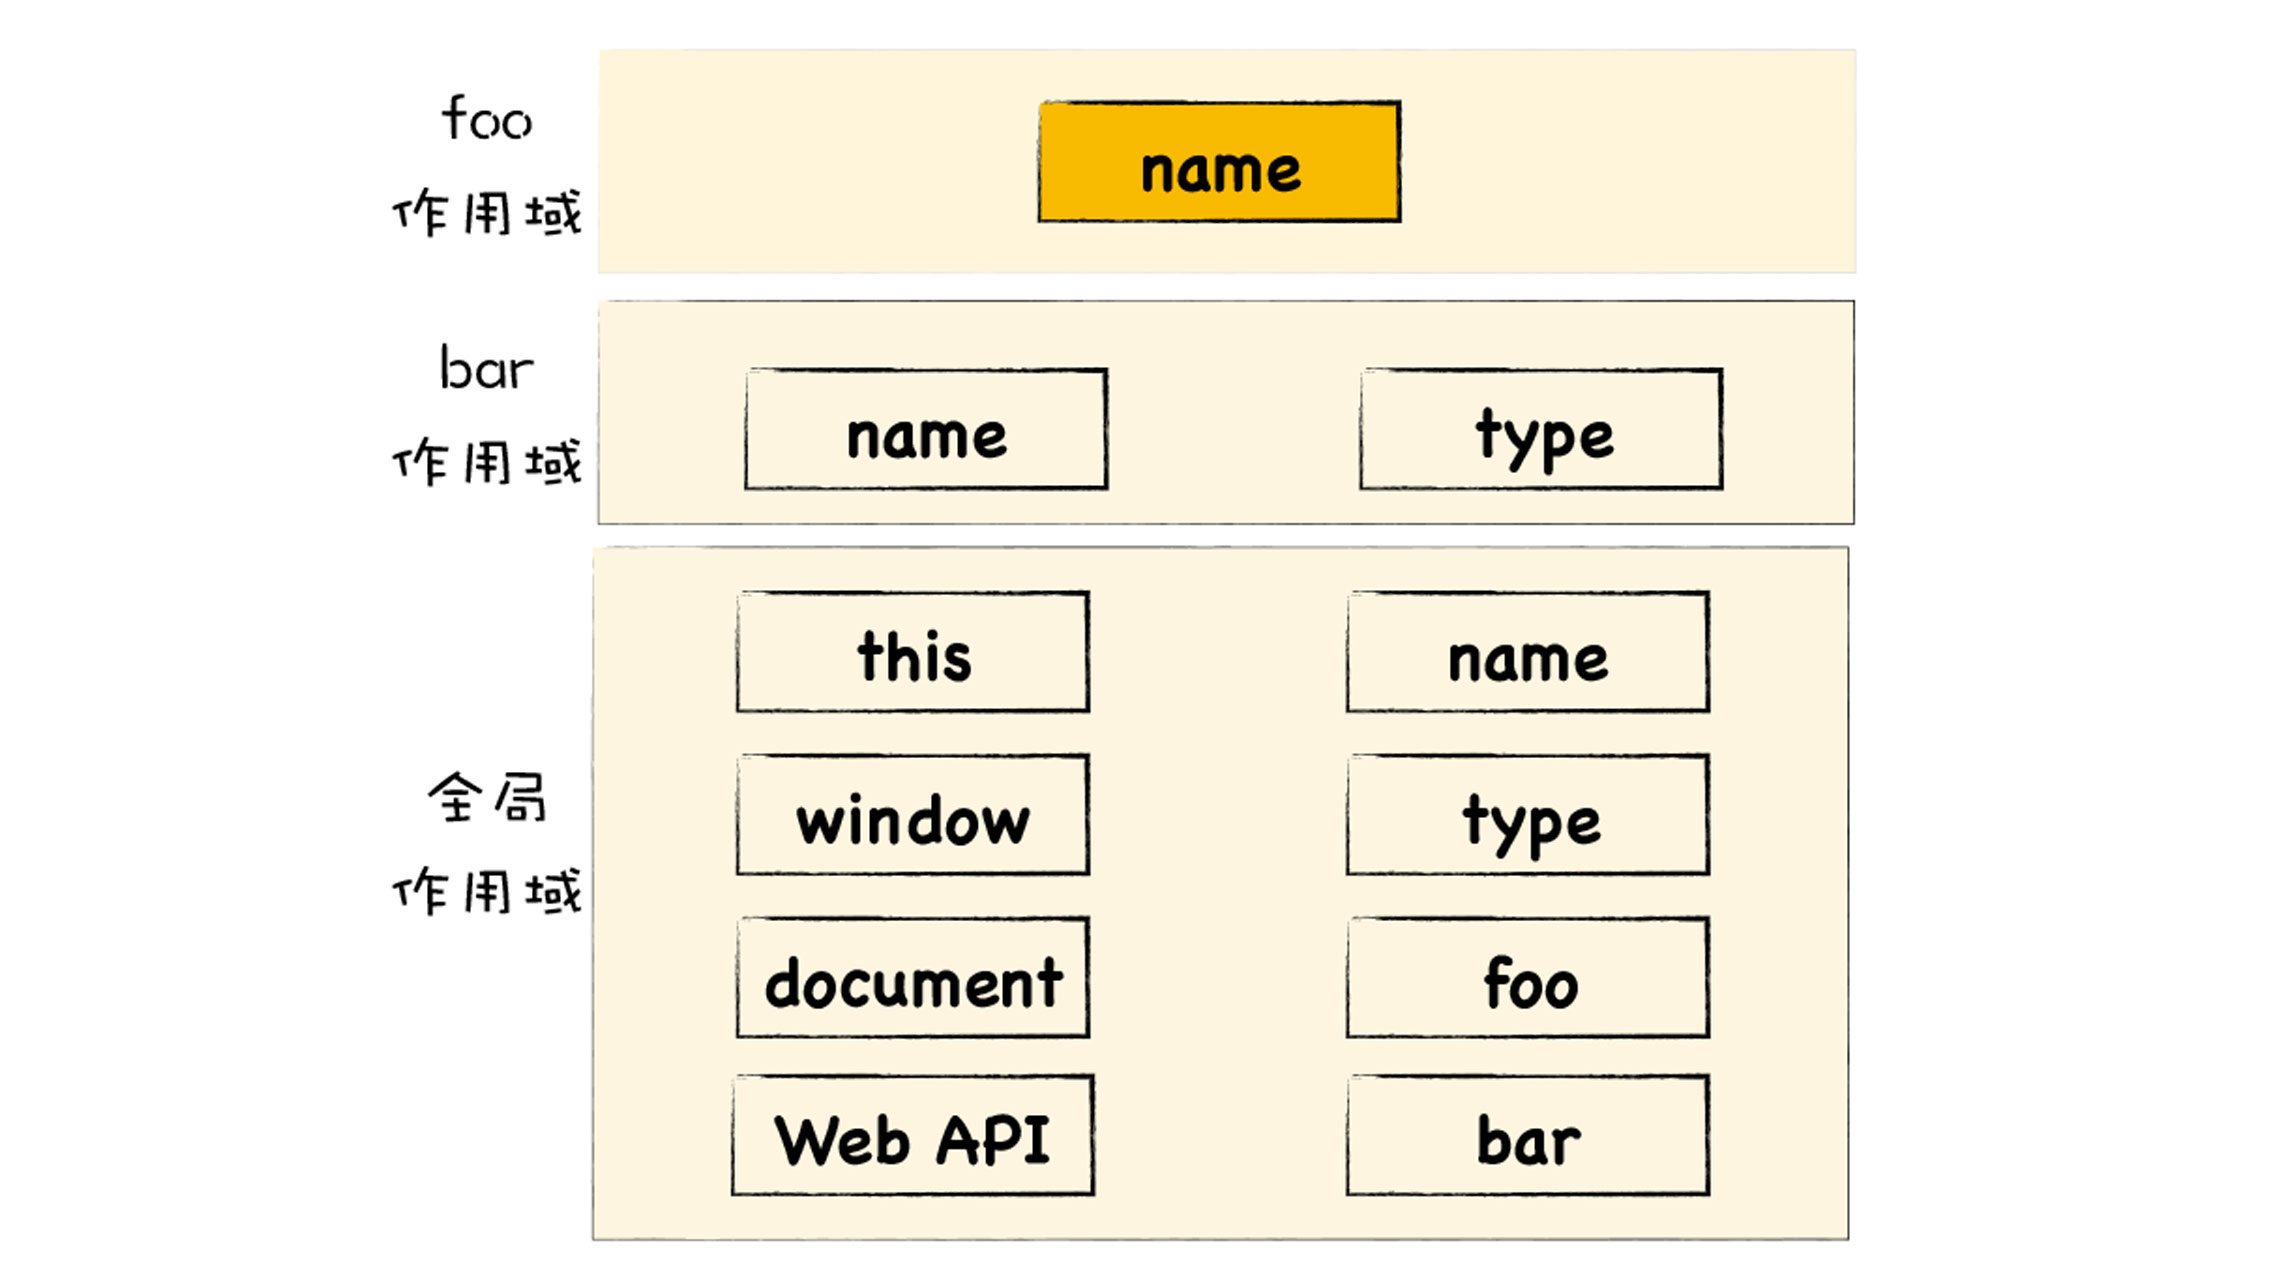 foo
作用域
name
bar
作用域
name
type
全局
作用域
this
name
window
type
document
foo
Web API
bar